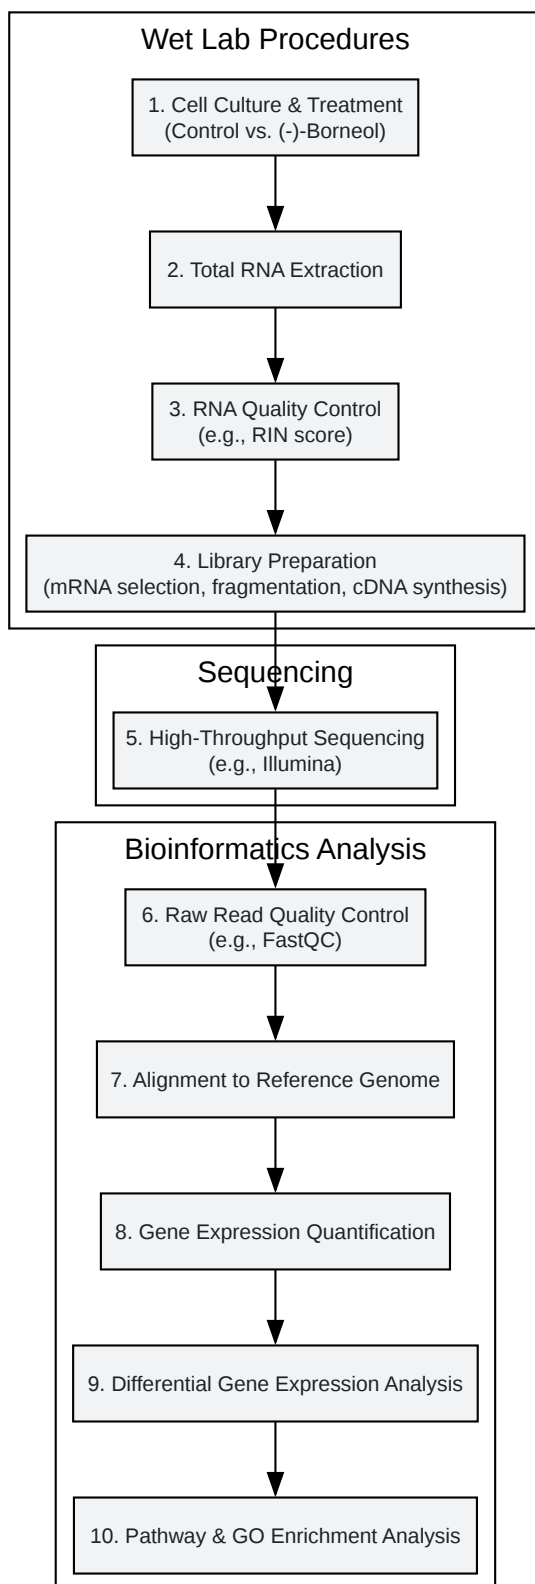 Wet Lab Procedures
1. Cell Culture & Treatment
(Control vs. (-)-Borneol)
2. Total RNA Extraction
3. RNA Quality Control
(e.g., RIN score)
4. Library Preparation
(mRNA selection, fragmentation, cDNA synthesis)
Sequencing
5. High-Throughput Sequencing
(e.g., Illumina)
Bioinformatics Analysis
6. Raw Read Quality Control
(e.g., FastQC)
7. Alignment to Reference Genome
8. Gene Expression Quantification
9. Differential Gene Expression Analysis
10. Pathway & GO Enrichment Analysis